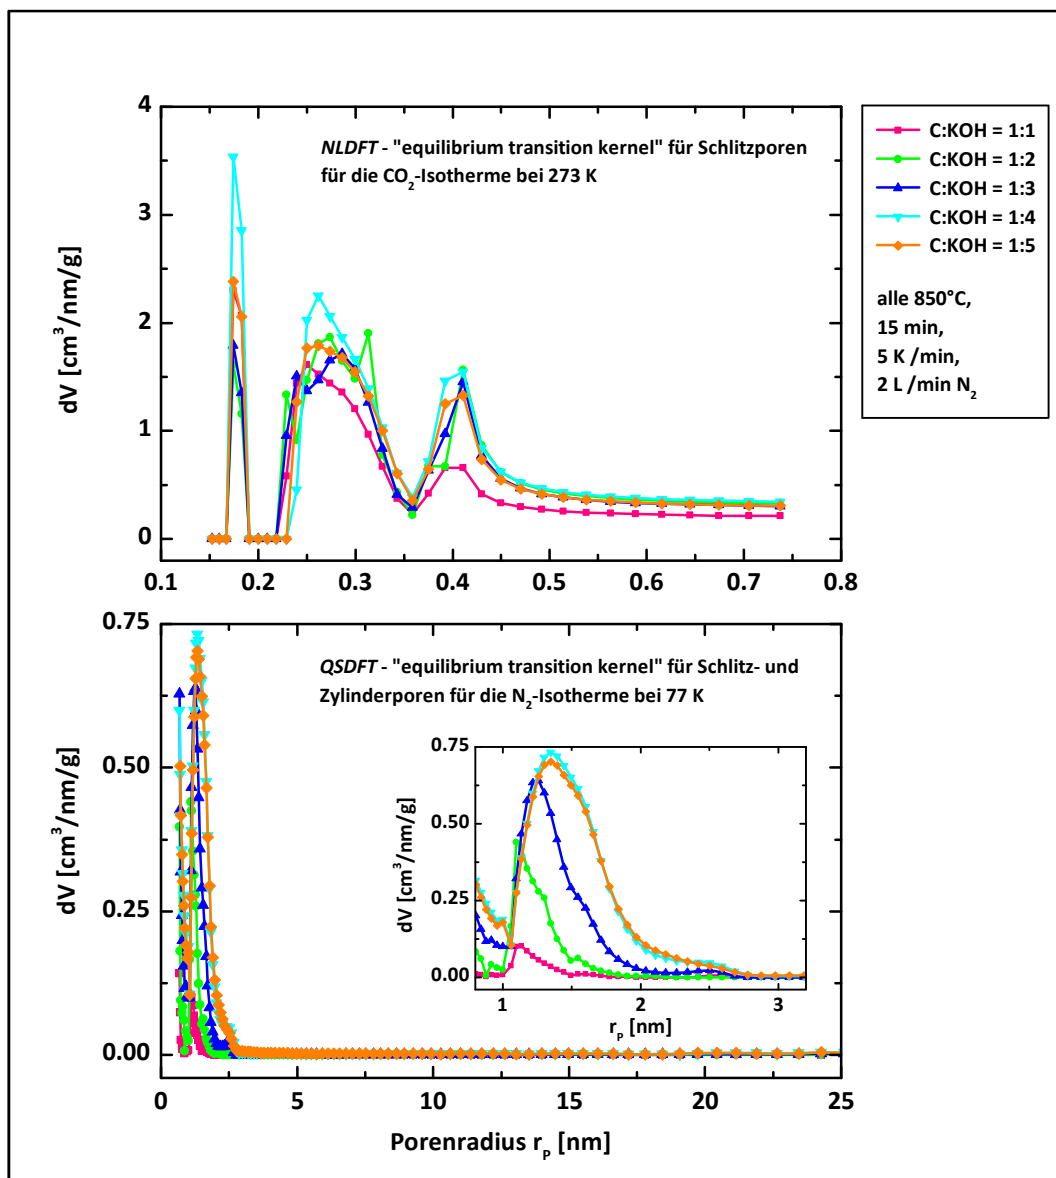 4
3
2
1
0
dV [cm³/nm/g]
NLDFT - "equilibrium transition kernel" für Schlitzporen
für die CO₂-Isotherme bei 273 K
0.1 0.2 0.3 0.4 0.5 0.6 0.7 0.8
C:KOH = 1:1
C:KOH = 1:2
C:KOH = 1:3
C:KOH = 1:4
C:KOH = 1:5
alle 850°C,
15 min,
5 K /min,
2 L /min N₂
0.75
0.50
0.25
0.00
dV [cm³/nm/g]
QSDFT - "equilibrium transition kernel" für Schlitz- und
Zylinderporen für die N₂-Isotherme bei 77 K
0.75
0.50
0.25
0.00
dV [cm³/nm/g]
1 2 3
r_P [nm]
0 5 10 15 20 25
Porenradius r_P [nm]